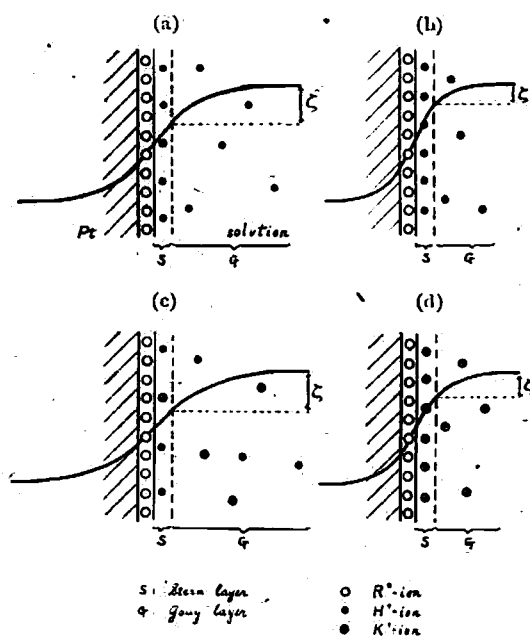 (a)
(b)
ζ
ζ
Pt
solution
S
G
S
G
(c)
(d)
ζ
ζ
S
G
S
G
S : Stern layer
G Gouy layer
R°-ion
H⁺-ion
K⁺-ion